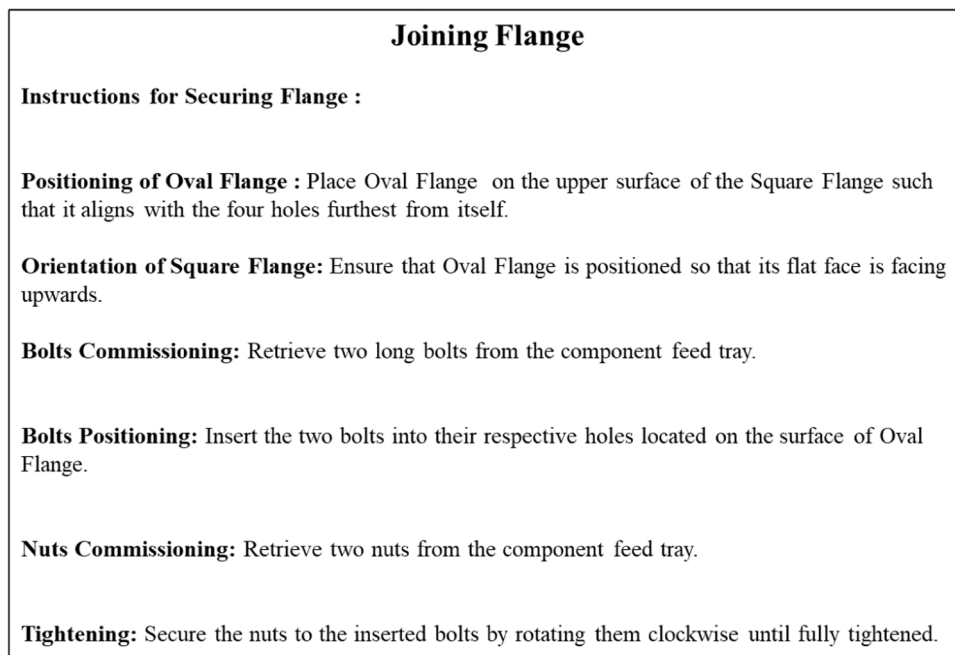 Joining Flange
Instructions for Securing Flange :
Positioning of Oval Flange : Place Oval Flange on the upper surface of the Square Flange such
that it aligns with the four holes furthest from itself.
Orientation of Square Flange: Ensure that Oval Flange is positioned so that its flat face is facing
upwards.
Bolts Commissioning: Retrieve two long bolts from the component feed tray.
Bolts Positioning: Insert the two bolts into their respective holes located on the surface of Oval
Flange.
Nuts Commissioning: Retrieve two nuts from the component feed tray.
Tightening: Secure the nuts to the inserted bolts by rotating them clockwise until fully tightened.